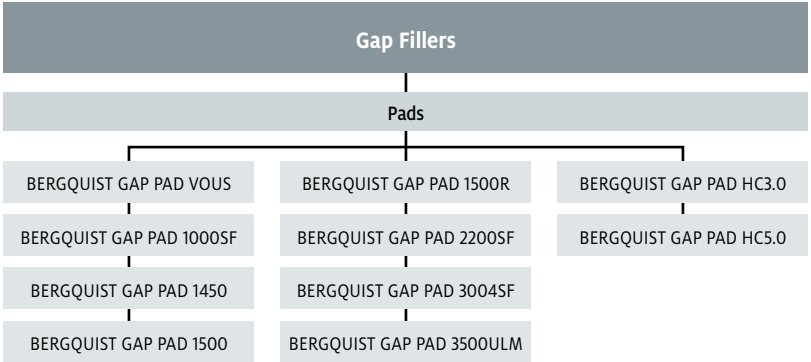 Gap Fillers
Pads
BERGQUIST GAP PAD VOUS
BERGQUIST GAP PAD 1000SF
BERGQUIST GAP PAD 1450
BERGQUIST GAP PAD 1500
BERGQUIST GAP PAD 1500R
BERGQUIST GAP PAD 2200SF
BERGQUIST GAP PAD 3004SF
BERGQUIST GAP PAD 3500ULM
BERGQUIST GAP PAD HC3.0
BERGQUIST GAP PAD HC5.0